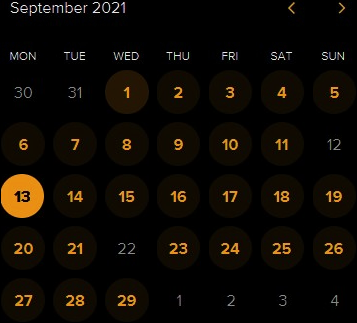 September 2021
MON TUE WED THU FRI SAT SUN
30 31 1 2 3 4 5
6 7 8 9 10 11 12
13 14 15 16 17 18 19
20 21 22 23 24 25 26
27 28 29 1 2 3 4